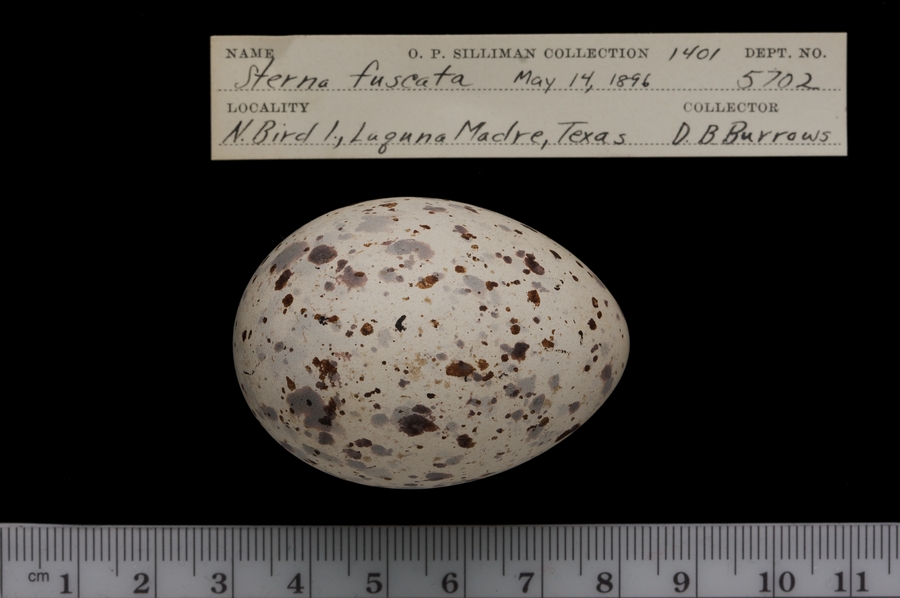 NAME O. P. SILLIMAN COLLECTION 1401 DEPT. NO.
Sterna fuscata May 14, 1896 5702
LOCALITY COLLECTOR
N. Bird I., Laguna Madre, Texas D. B Burrows
cm 1 2 3 4 5 6 7 8 9 10 11